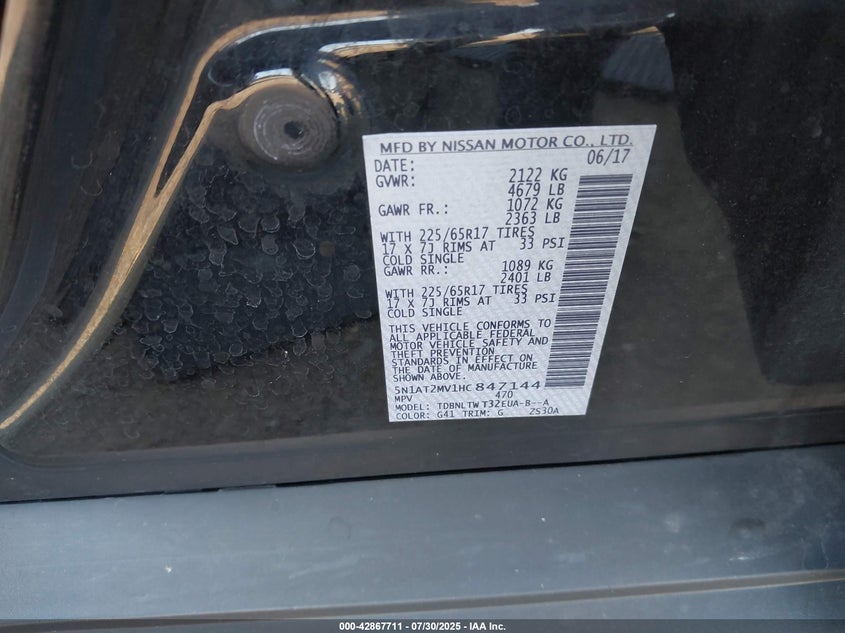 MFD BY NISSAN MOTOR CO., LTD.
DATE: 06/17
GVWR: 2122 KG
4679 LB
GAWR FR.: 1072 KG
2363 LB
WITH 225/65R17 TIRES
17 X 7J RIMS AT 33 PSI
COLD SINGLE
GAWR RR.: 1089 KG
2401 LB
WITH 225/65R17 TIRES
17 X 7J RIMS AT 33 PSI
COLD SINGLE
THIS VEHICLE CONFORMS TO
ALL APPLICABLE FEDERAL
MOTOR VEHICLE SAFETY AND
THEFT PREVENTION
STANDARDS IN EFFECT ON
THE DATE OF MANUFACTURE
SHOWN ABOVE.
5N1AT2MV1HC847144
MPV 470
MODEL: TDBNLTW T32EUA-B--A
COLOR: G41 TRIM: G ZS30A
000-42867711 - 07/30/2025 - IAA Inc.